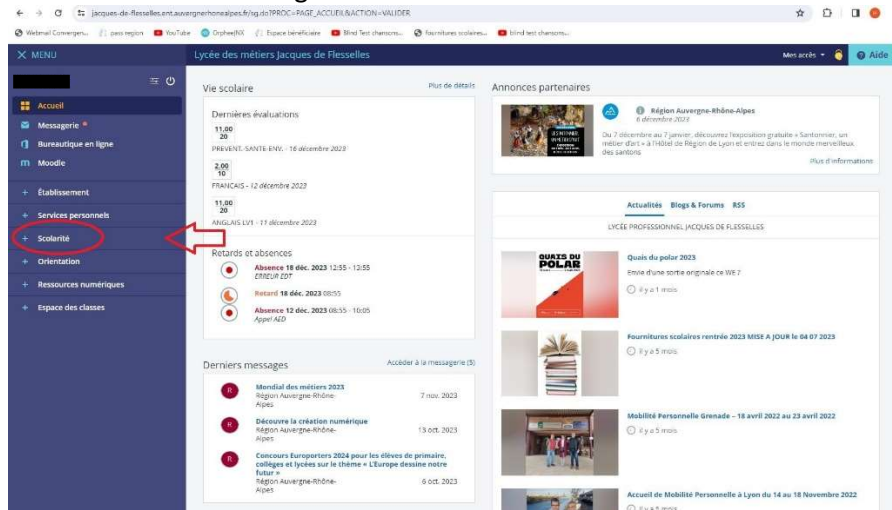 jacques-de-flesselles.ent.auvergnerhonealpes.fr/sg.do?PROC=PAGE_ACCUEIL&ACTION=VALIDER
Webmail Convergen... pass region YouTube OrpheeJNX Espace bénéficiaire Blind Test chansons... fournitures scolaires... blind test chansons...
MENU
Lycée des métiers Jacques de Flesselles
Mes accès
Aide
Accueil
Messagerie
Bureautique en ligne
m Moodle
+ Établissement
+ Services personnels
+ Scolarité
+ Orientation
+ Ressources numériques
+ Espace des classes
Vie scolaire
Plus de détails
Dernières évaluations
11,00
20
PREVENT.-SANTE-ENV. - 16 décembre 2023
2,00
10
FRANCAIS - 12 décembre 2023
11,00
20
ANGLAIS LV1 - 11 décembre 2023
Retards et absences
Absence 18 déc. 2023 12:55 - 13:55
ERREUR EDT
Retard 18 déc. 2023 08:55
Absence 12 déc. 2023 08:55 - 10:05
Appel AED
Derniers messages
Accéder à la messagerie (5)
R
Mondial des métiers 2023
Région Auvergne-Rhône-
Alpes
7 nov. 2023
R
Découvre la création numérique
Région Auvergne-Rhône-
Alpes
13 oct. 2023
R
Concours Europorters 2024 pour les élèves de primaire,
collèges et lycées sur le thème « L'Europe dessine notre
futur »
Région Auvergne-Rhône-
Alpes
6 oct. 2023
Annonces partenaires
Région Auvergne-Rhône-Alpes
6 décembre 2023
Du 7 décembre au 7 janvier, découvrez l'exposition gratuite « Santonnier, un
métier d'art » à l'Hôtel de Région de Lyon et entrez dans le monde merveilleux
des santons
Plus d'informations
Actualités Blogs & Forums RSS
LYCÉE PROFESSIONNEL JACQUES DE FLESSELLES
QUAIS DU
POLAR
Quais du polar 2023
Envie d'une sortie originale ce WE ?
il y a 1 mois
Fournitures scolaires rentrée 2023 MISE A JOUR le 04 07 2023
il y a 5 mois
Mobilité Personnelle Grenade – 18 avril 2022 au 23 avril 2022
il y a 5 mois
Accueil de Mobilité Personnelle à Lyon du 14 au 18 Novembre 2022
il y a 5 mois